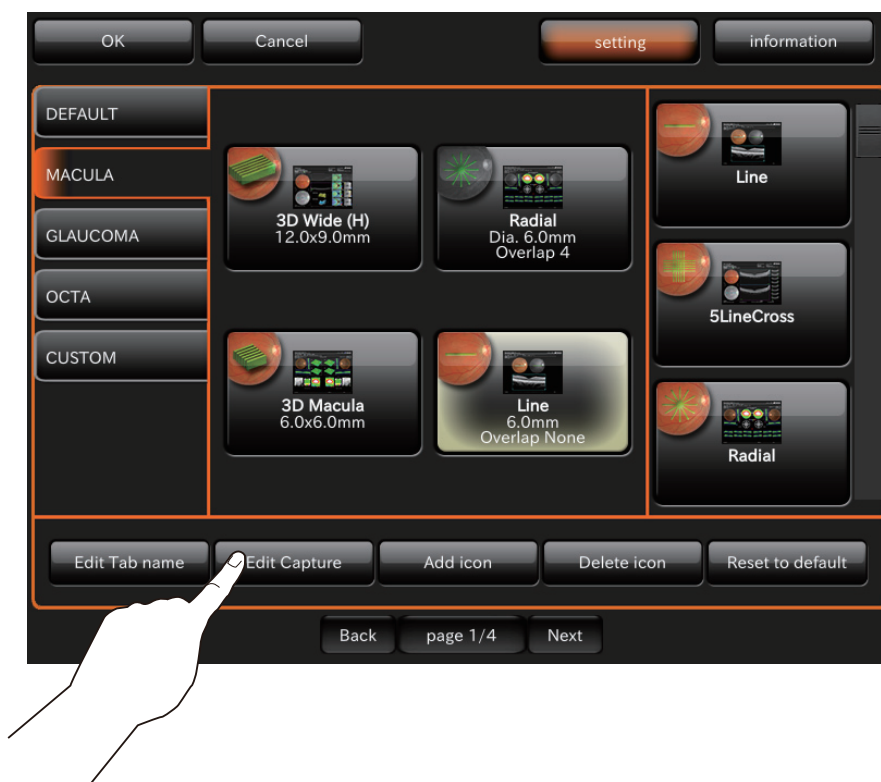 OK
Cancel
setting
information
DEFAULT
MACULA
GLAUCOMA
OCTA
CUSTOM
3D Wide (H)
12.0x9.0mm
Radial
Dia. 6.0mm
Overlap 4
3D Macula
6.0x6.0mm
Line
6.0mm
Overlap None
Line
5LineCross
Radial
Edit Tab name
Edit Capture
Add icon
Delete icon
Reset to default
Back
page 1/4
Next